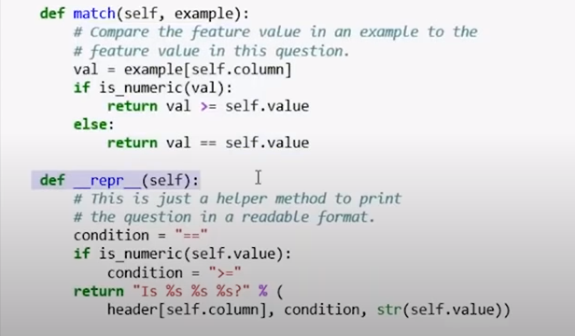 def match(self, example):
# Compare the feature value in an example to the
# feature value in this question.
val = example[self.column]
if is_numeric(val):
return val >= self.value
else:
return val == self.value
def __repr__(self):
# This is just a helper method to print
# the question in a readable format.
condition = "=="
if is_numeric(self.value):
condition = ">="
return "Is %s %s %s?" % (
header[self.column], condition, str(self.value))